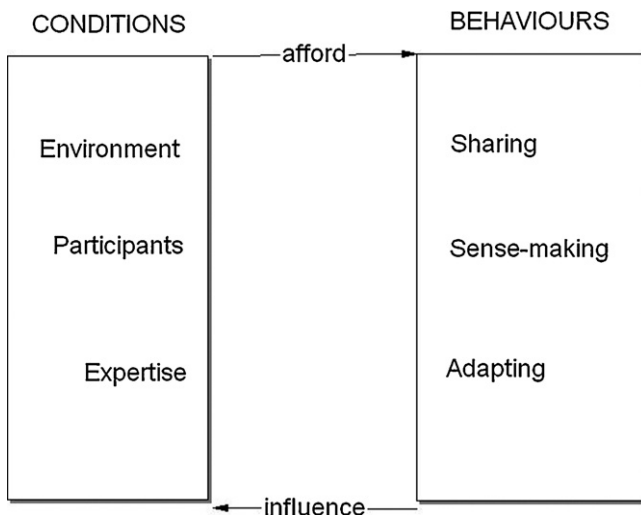 CONDITIONS
BEHAVIOURS
afford
Environment
Sharing
Participants
Sense-making
Expertise
Adapting
influence